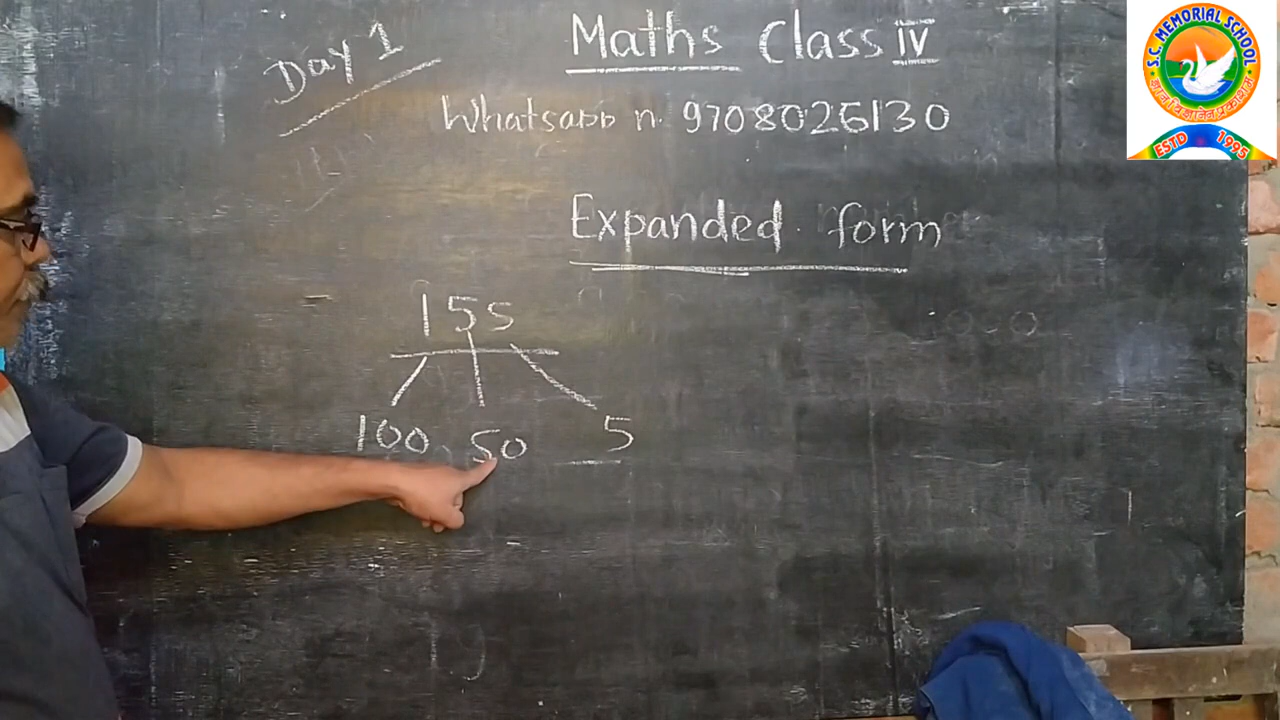 Day 1
Maths Class IV
Whatsapp n. 9708026130
Expanded form
155
100 50 5
S.C. MEMORIAL SCHOOL
ESTD 1995